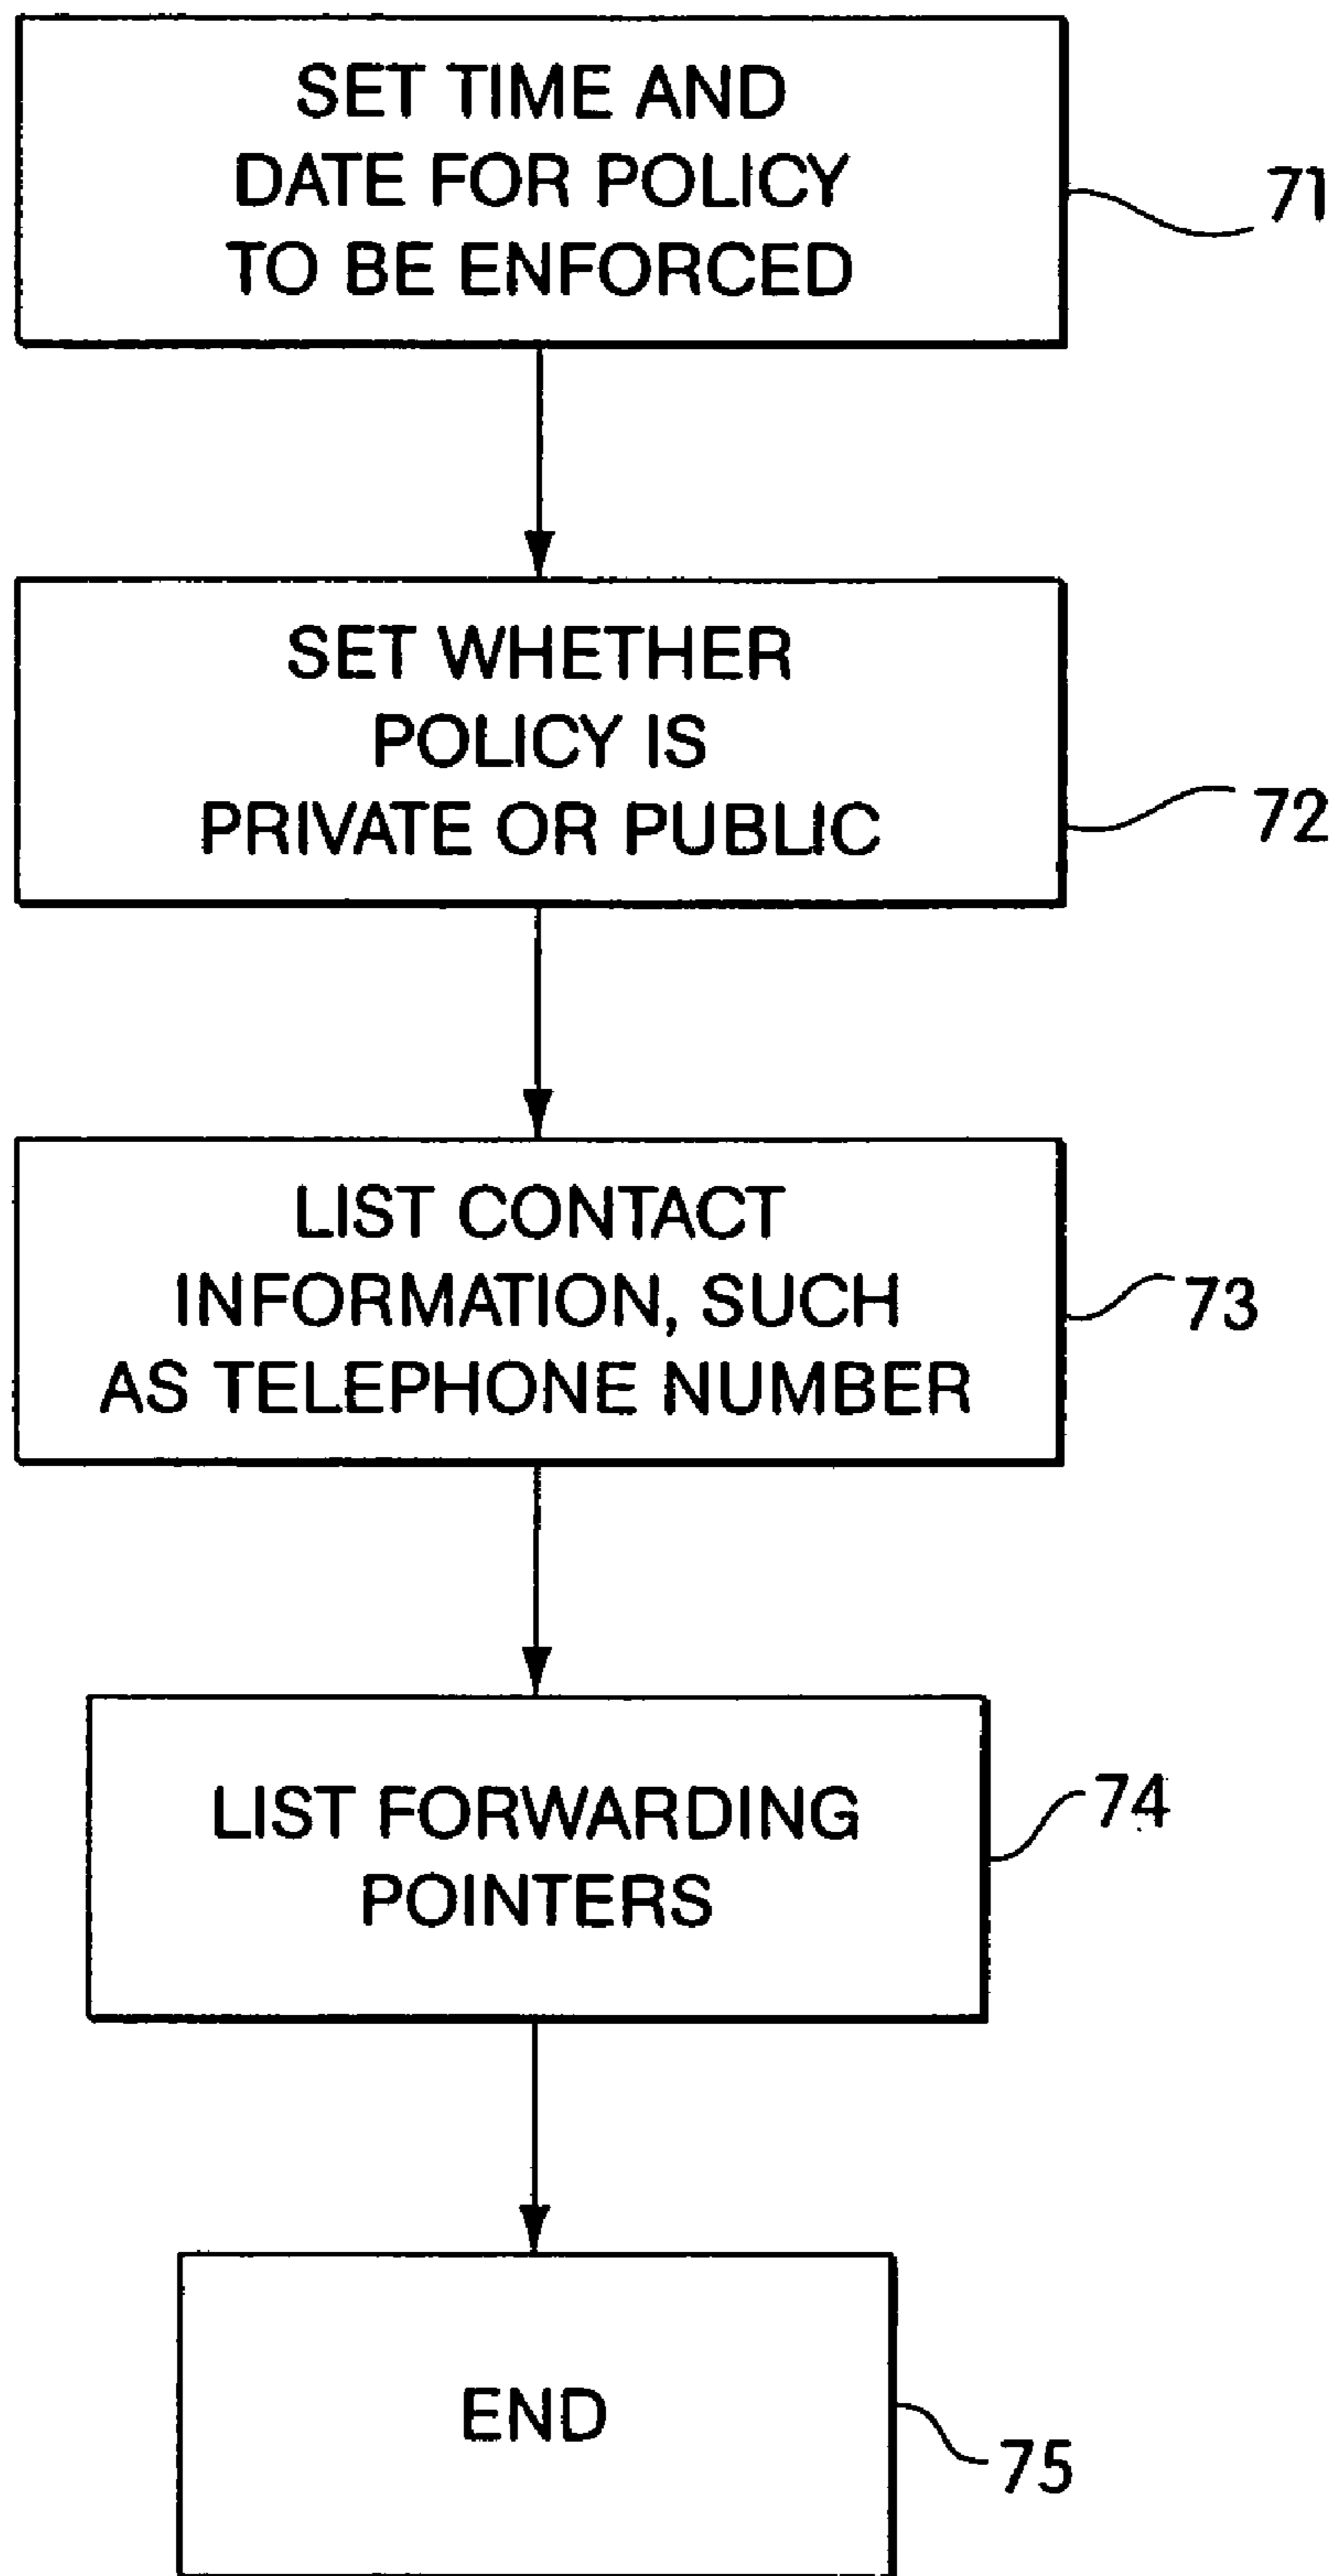 SET TIME AND
DATE FOR POLICY
TO BE ENFORCED
71
SET WHETHER
POLICY IS
PRIVATE OR PUBLIC
72
LIST CONTACT
INFORMATION, SUCH
AS TELEPHONE NUMBER
73
LIST FORWARDING
POINTERS
74
END
75